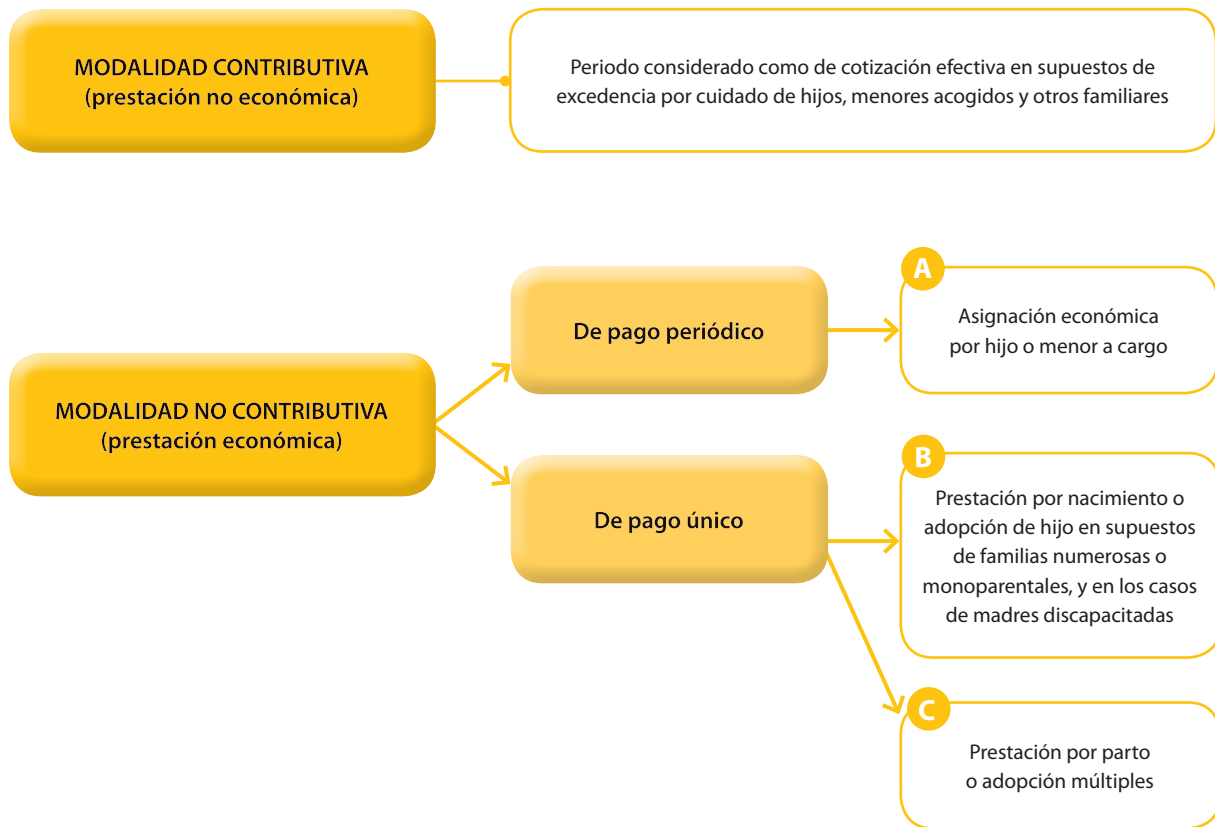 MODALIDAD CONTRIBUTIVA
(prestación no económica)
Periodo considerado como de cotización efectiva en supuestos de
excedencia por cuidado de hijos, menores acogidos y otros familiares
MODALIDAD NO CONTRIBUTIVA
(prestación económica)
De pago periódico
A
Asignación económica
por hijo o menor a cargo
De pago único
B
Prestación por nacimiento o
adopción de hijo en supuestos
de familias numerosas o
monoparentales, y en los casos
de madres discapacitadas
C
Prestación por parto
o adopción múltiples